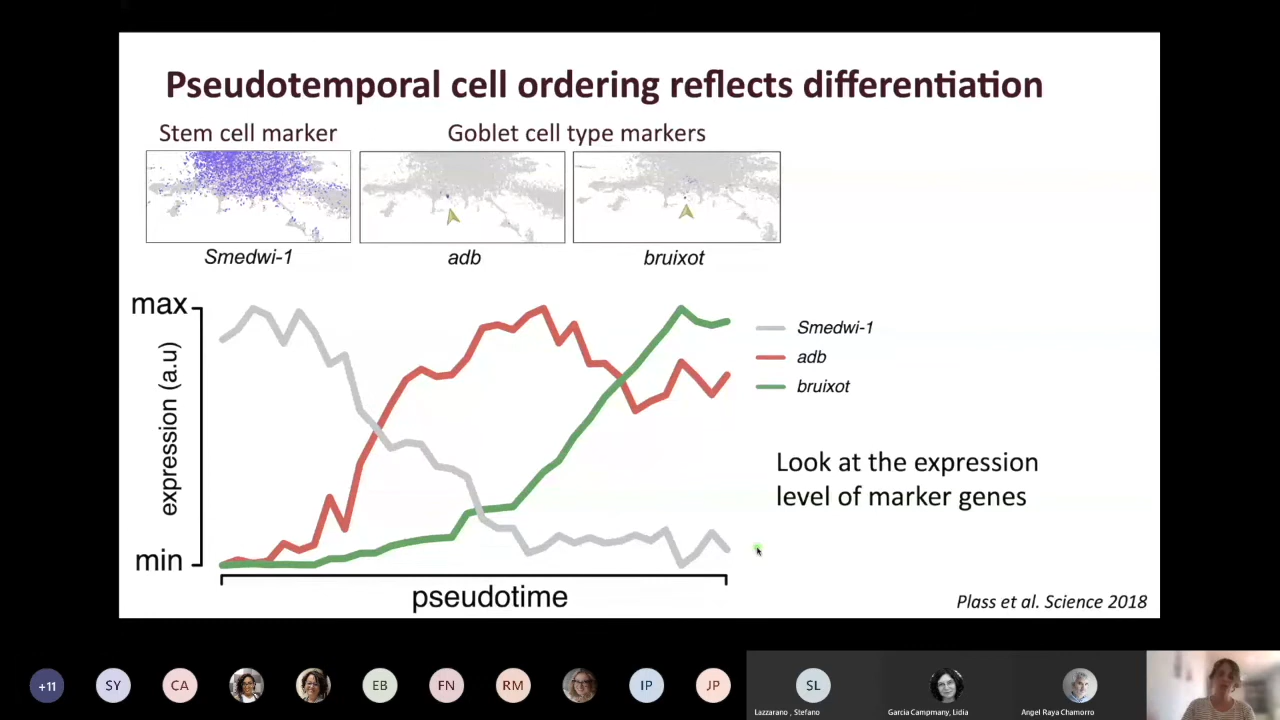 Pseudotemporal cell ordering reflects differentiation
Stem cell marker
Goblet cell type markers
Smedwi-1
adb
bruixot
max
expression (a.u)
min
pseudotime
Smedwi-1
adb
bruixot
Look at the expression
level of marker genes
Plass et al. Science 2018
+11
SY
CA
EB
FN
RM
IP
JP
SL
Lazzarano , Stefano
Garcia Campmany, Lidia
Angel Raya Chamorro